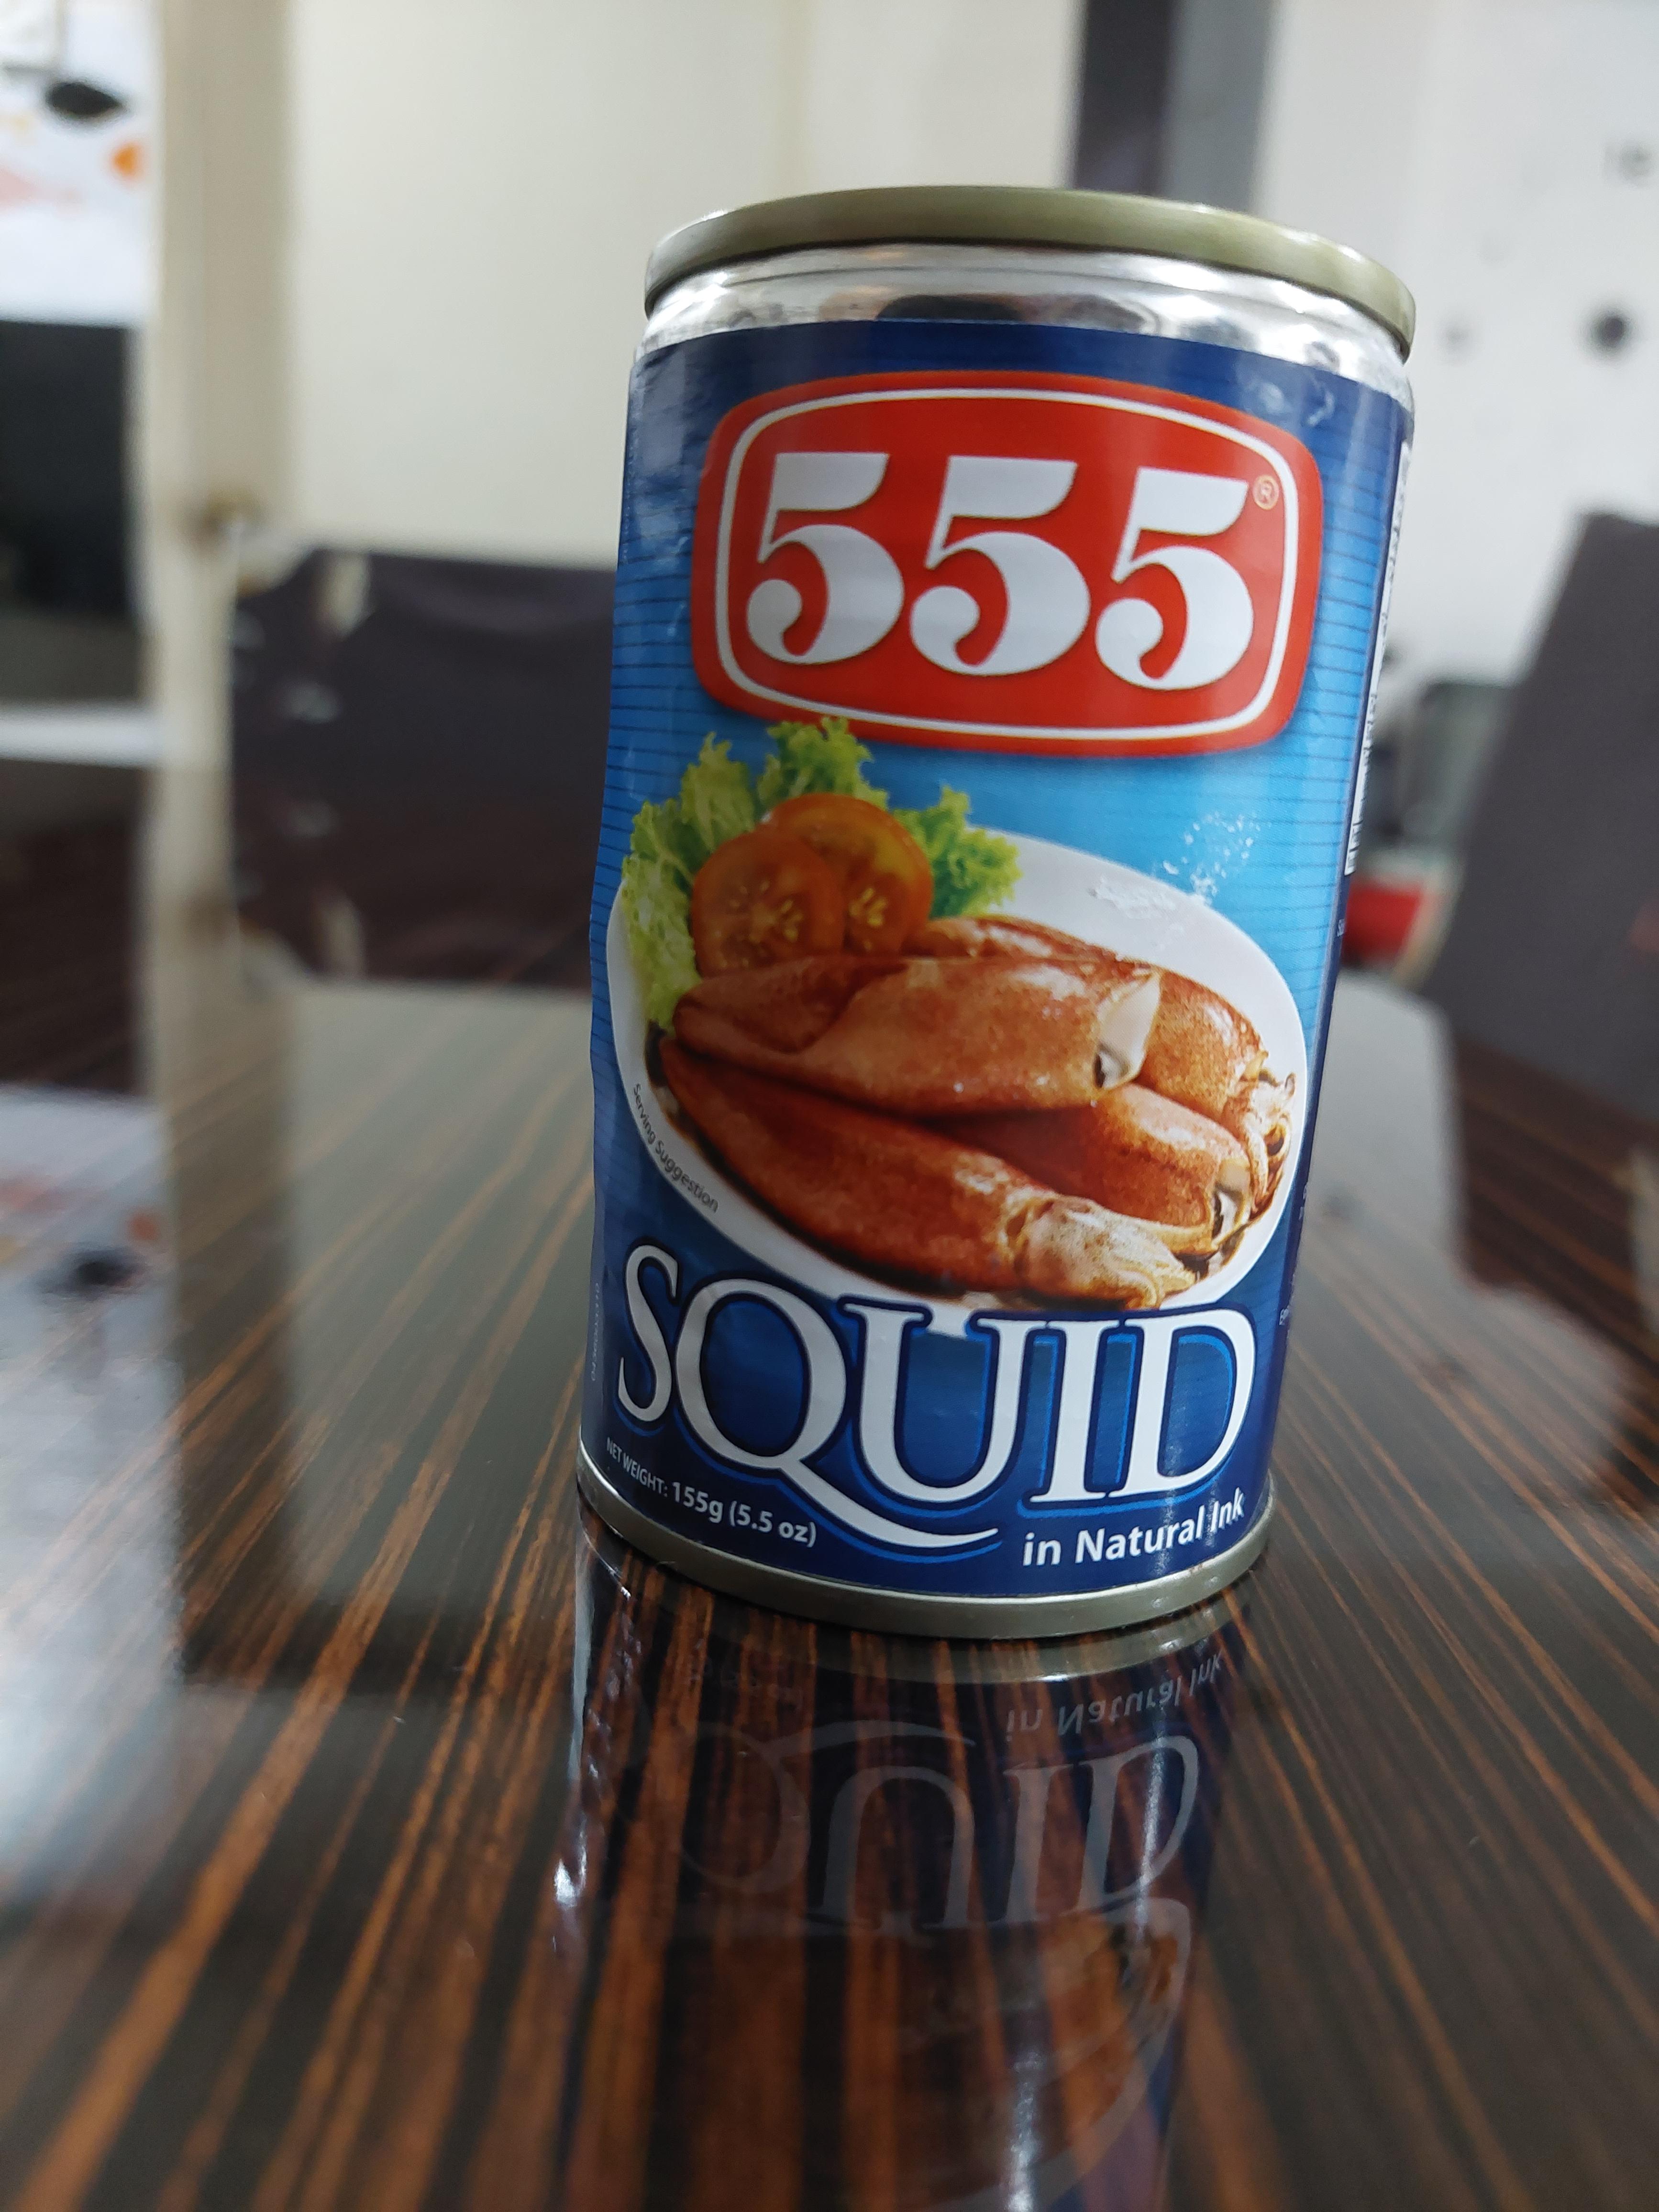 555®
Serving Suggestion
SQUID
NET WEIGHT: 155g (5.5 oz)
in Natural Ink